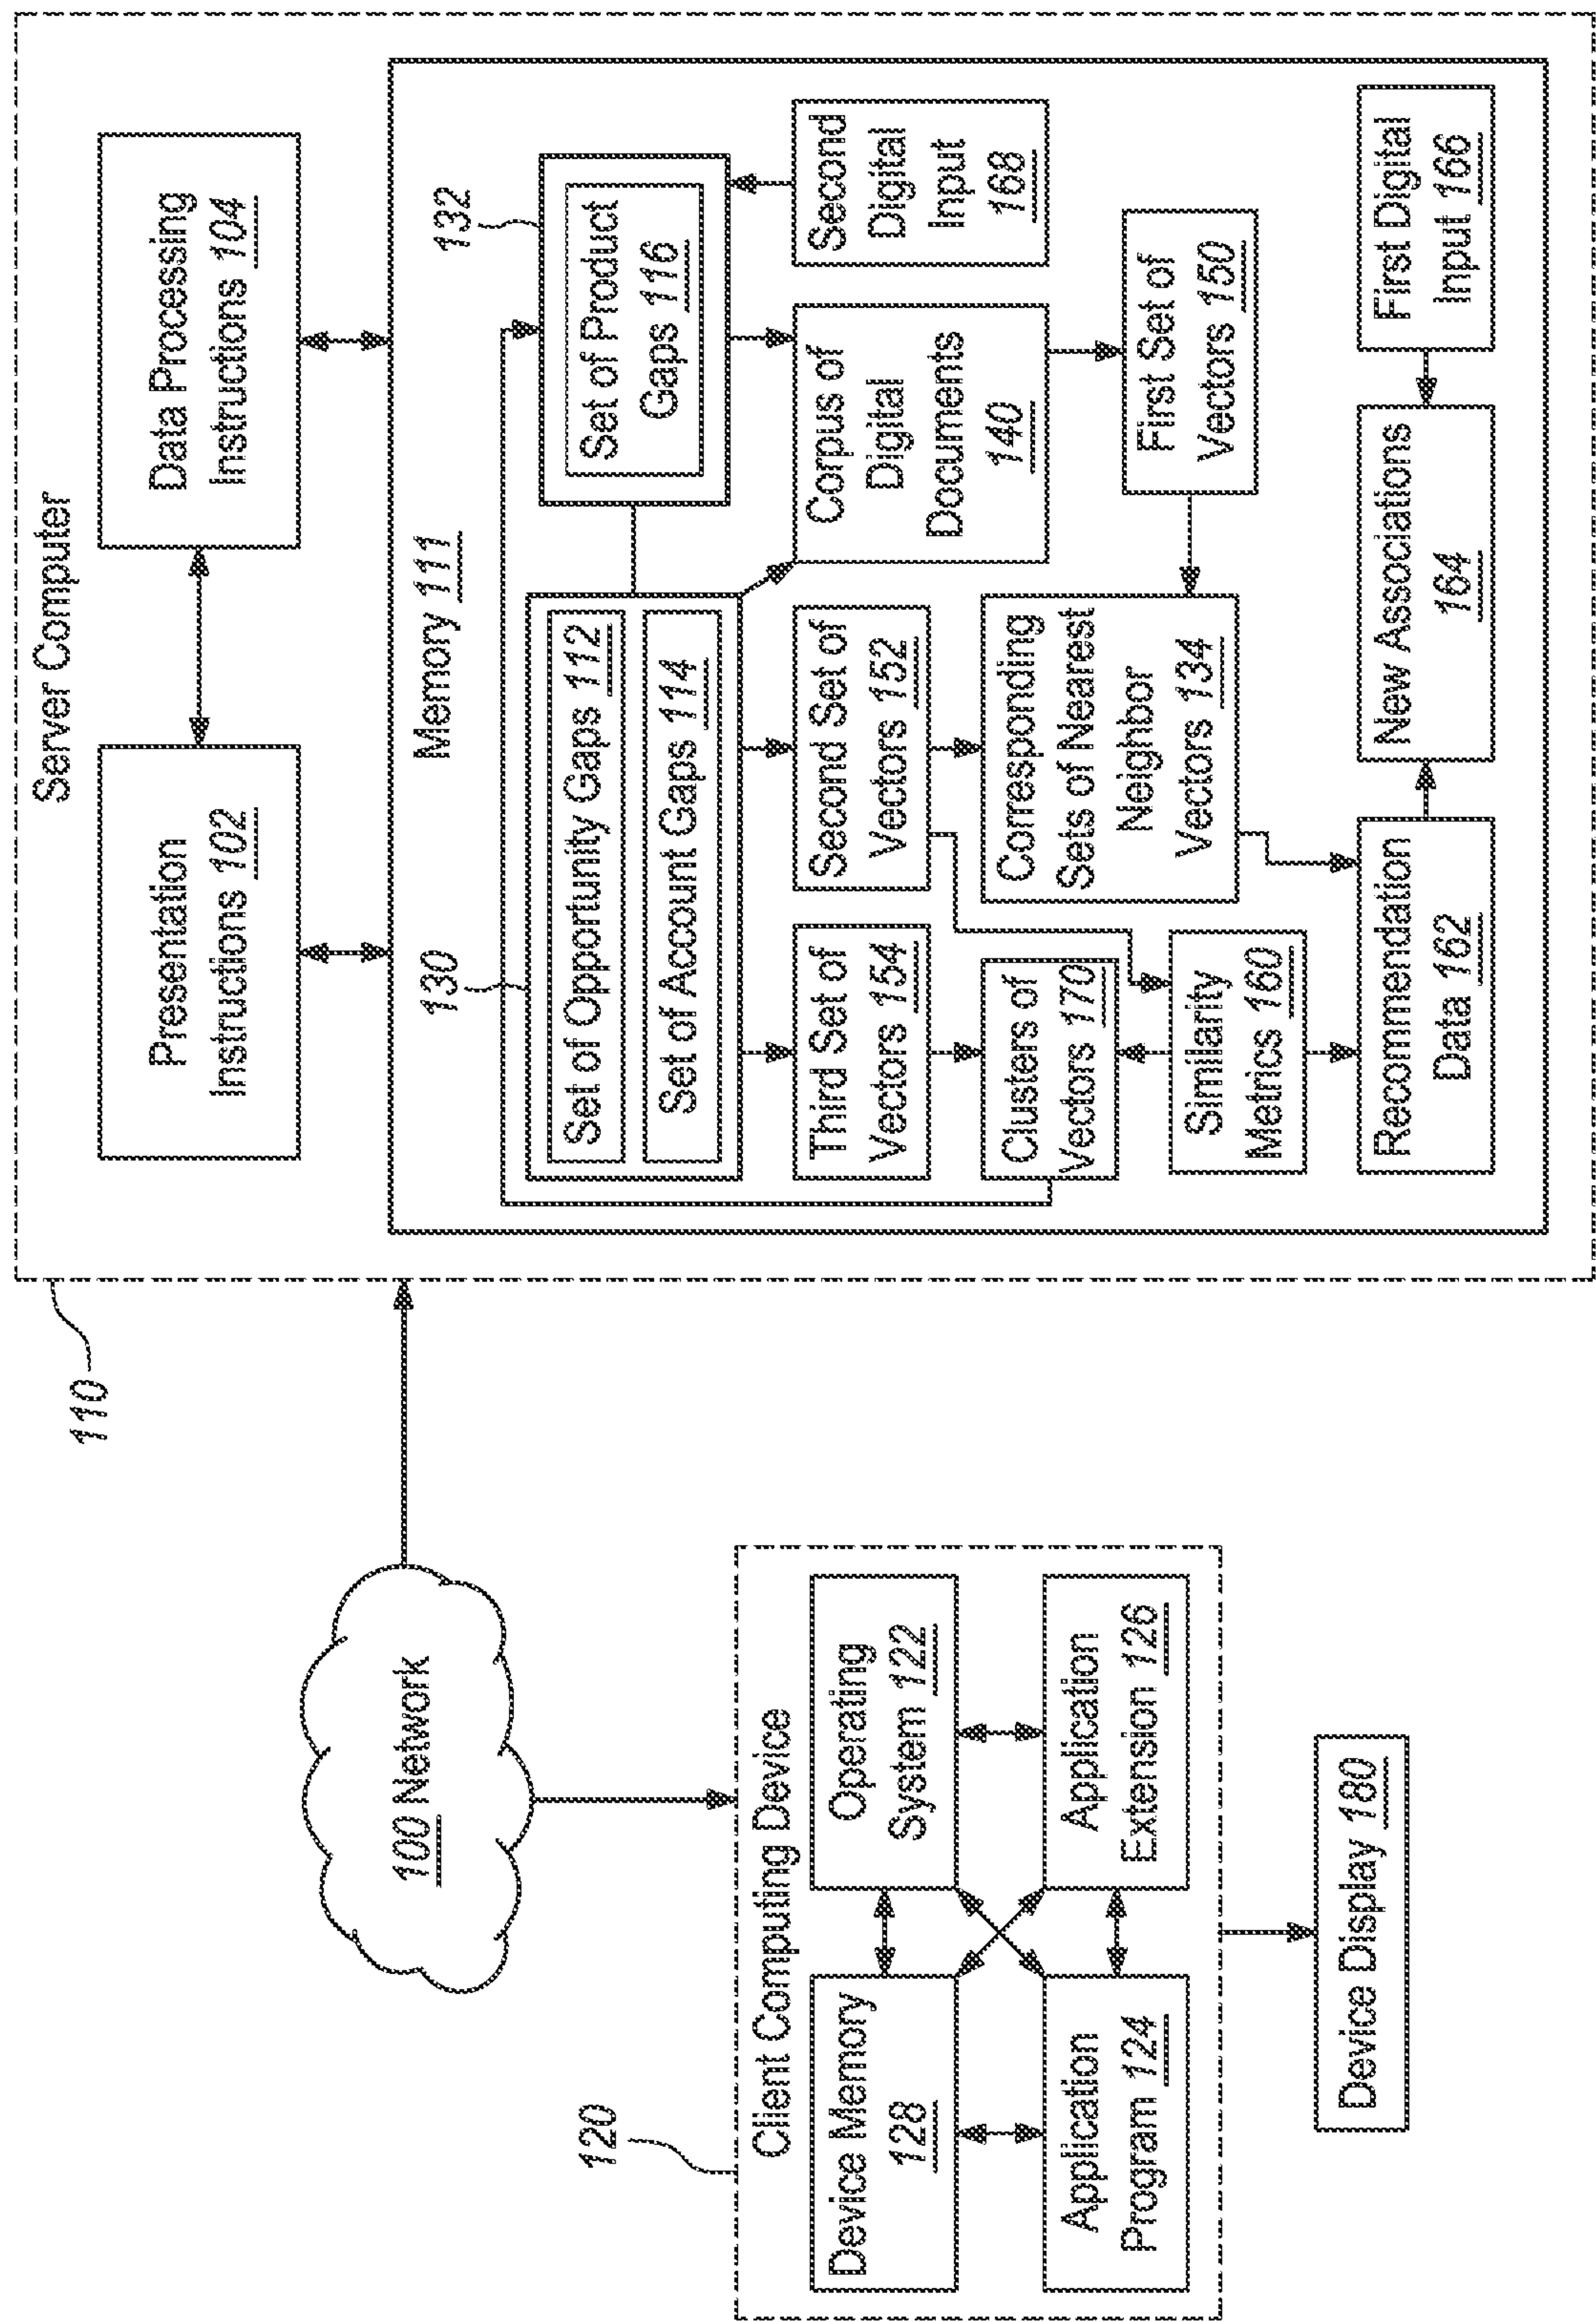 110
Server Computer
Presentation
Instructions 102
Data Processing
Instructions 104
Memory 111
130
132
Set of Opportunity Gaps 112
Set of Account Gaps 114
Set of Product
Gaps 116
Third Set of
Vectors 154
Second Set of
Vectors 152
Corpus of
Digital
Documents
140
Second
Digital
Input
168
Clusters of
Vectors 170
Corresponding
Sets of Nearest
Neighbor
Vectors 134
First Set of
Vectors 150
Similarity
Metrics 160
Recommendation
Data 162
New Associations
164
First Digital
Input 166
100 Network
120
Client Computing Device
Device Memory
128
Operating
System 122
Application
Program 124
Application
Extension 126
Device Display 180